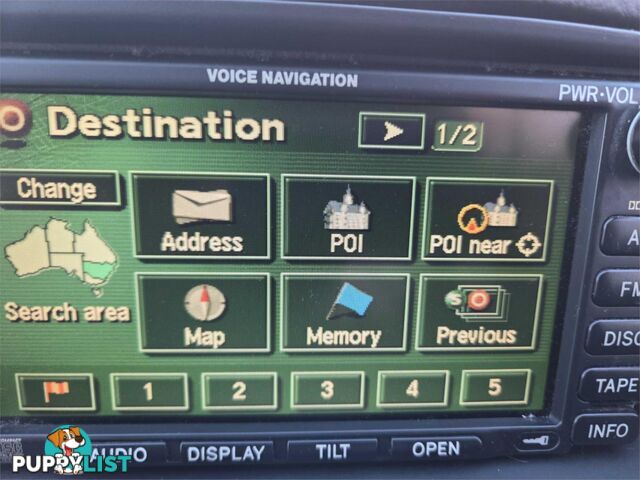 VOICE NAVIGATION
PWR·VOL
Destination
1/2
Change
Address
POI
POI near
Search area
Map
Memory
Previous
S
1
2
3
4
5
FM
DISC
TAPE
INFO
AUDIO
DISPLAY
TILT
OPEN
PUPPYLIST